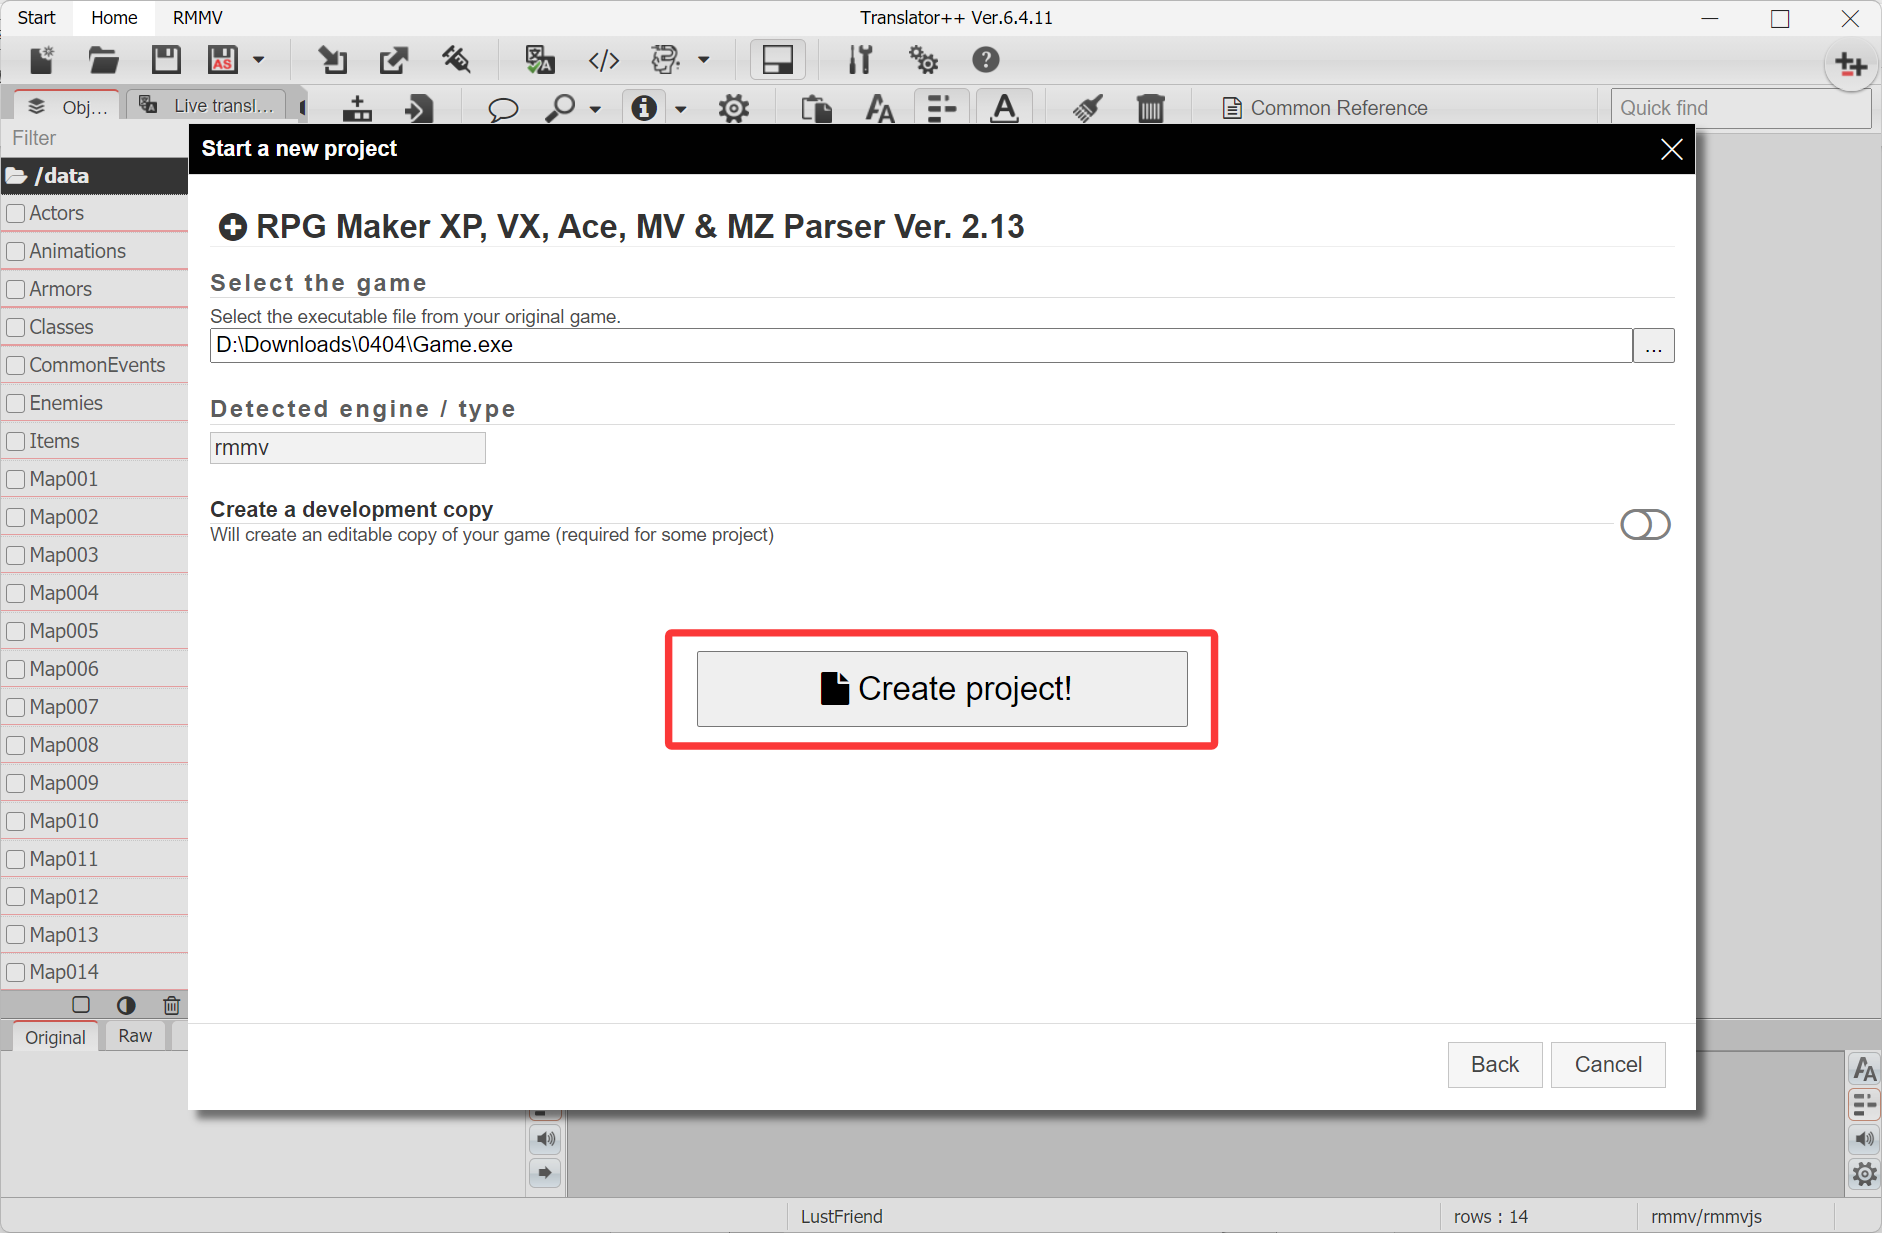 Start Home RMMV Translator++ Ver.6.4.11
AS
Obj... Live transl... Common Reference Quick find
Filter
/data
Actors
Animations
Armors
Classes
CommonEvents
Enemies
Items
Map001
Map002
Map003
Map004
Map005
Map006
Map007
Map008
Map009
Map010
Map011
Map012
Map013
Map014
Start a new project
RPG Maker XP, VX, Ace, MV & MZ Parser Ver. 2.13
Select the game
Select the executable file from your original game.
D:\Downloads\0404\Game.exe ...
Detected engine / type
rmmv
Create a development copy
Will create an editable copy of your game (required for some project)
Create project!
Back Cancel
Original Raw
LustFriend rows : 14 rmmv/rmmvjs